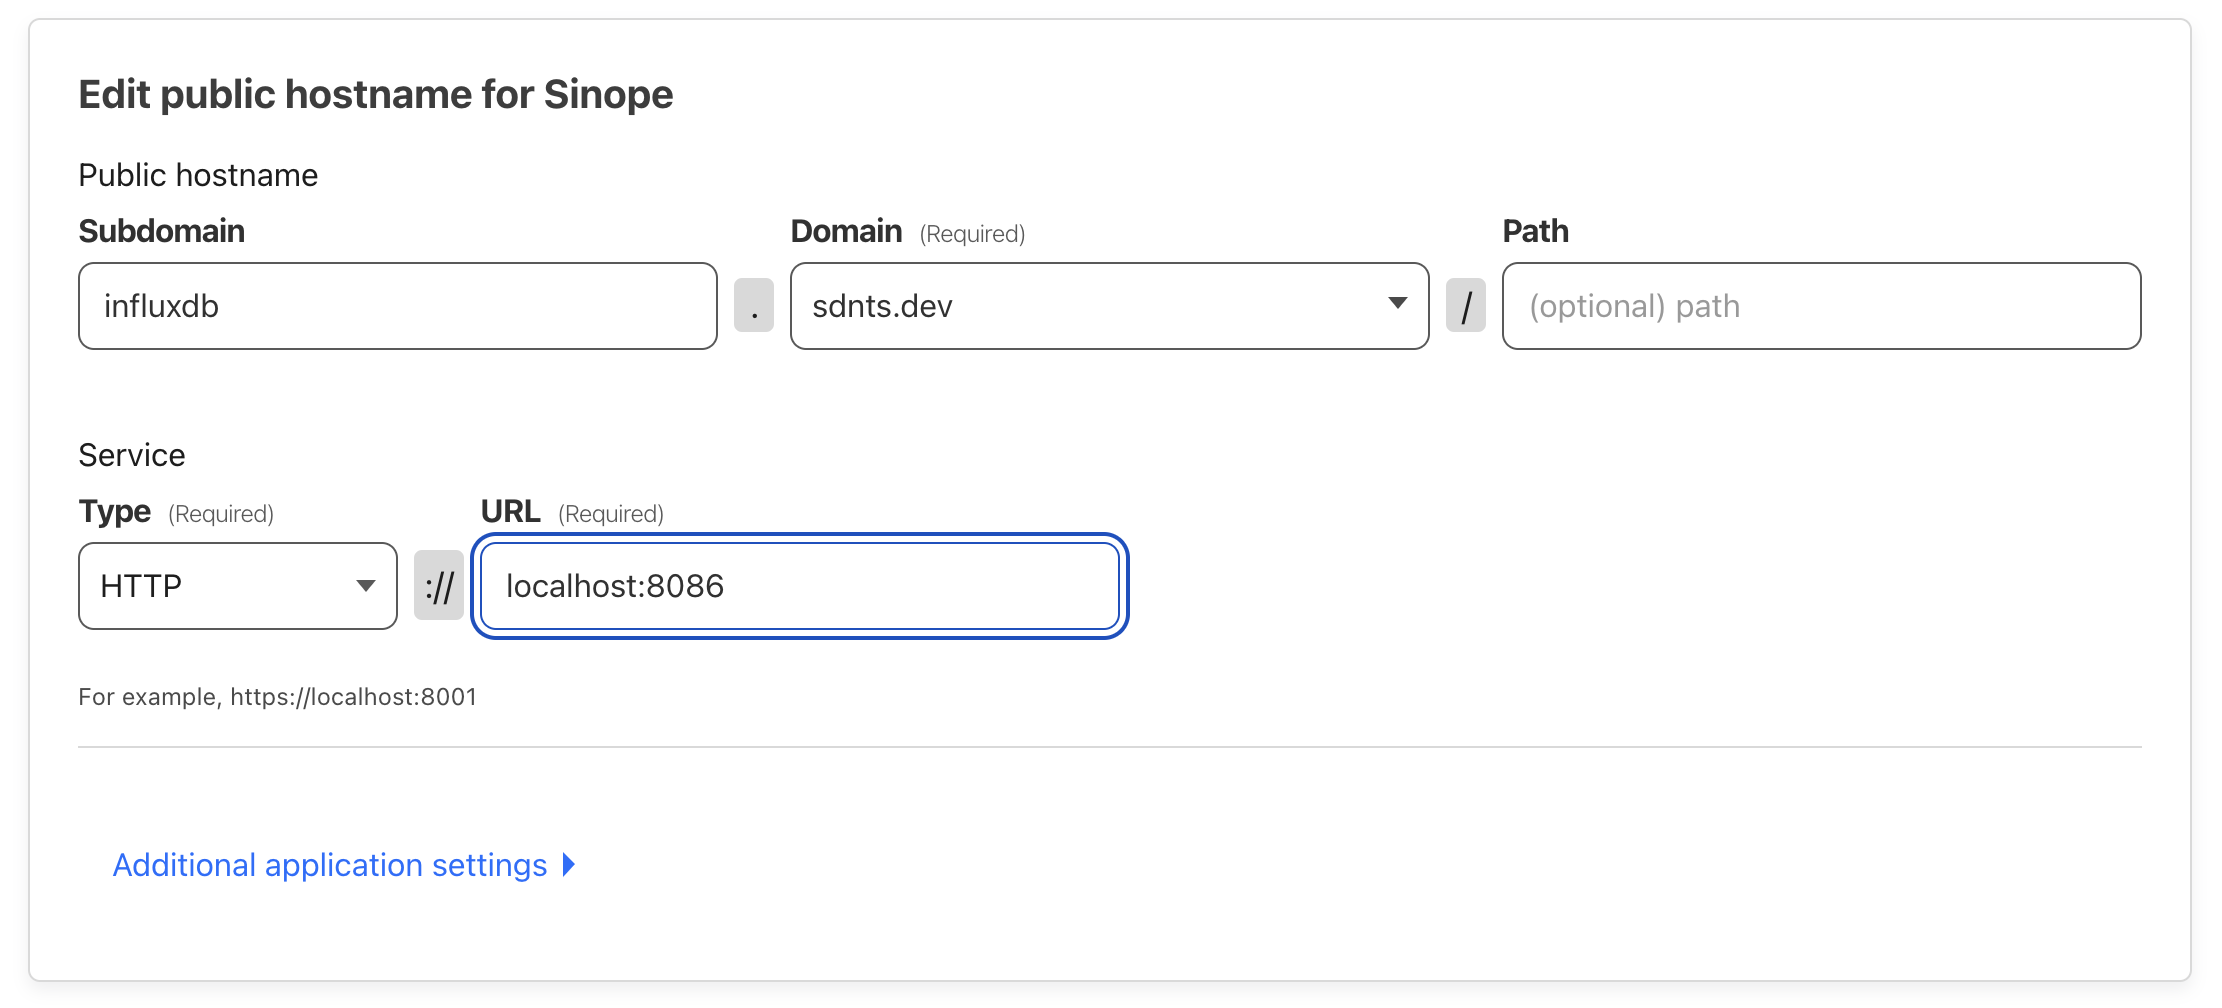 Edit public hostname for Sinope
Public hostname
Subdomain
Domain (Required)
Path
influxdb
.
sdnts.dev
/
(optional) path
Service
Type (Required)
URL (Required)
HTTP
://
localhost:8086
For example, https://localhost:8001
Additional application settings